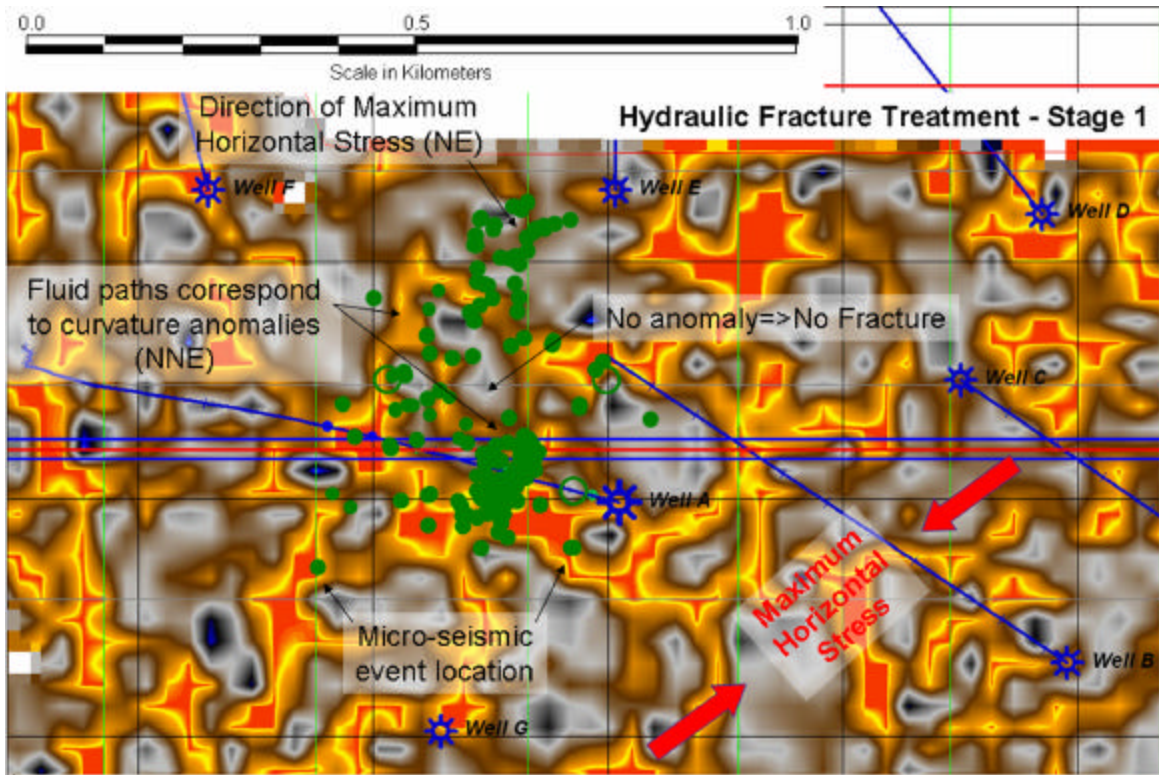 0.0
0.5
1.0
Scale in Kilometers
Direction of Maximum
Horizontal Stress (NE)
Hydraulic Fracture Treatment - Stage 1
Well F
Well E
Well D
Fluid paths correspond
to curvature anomalies
(NNE)
No anomaly=>No Fracture
Well C
Well A
Maximum
Horizontal
Stress
Micro-seismic
event location
Well B
Well G